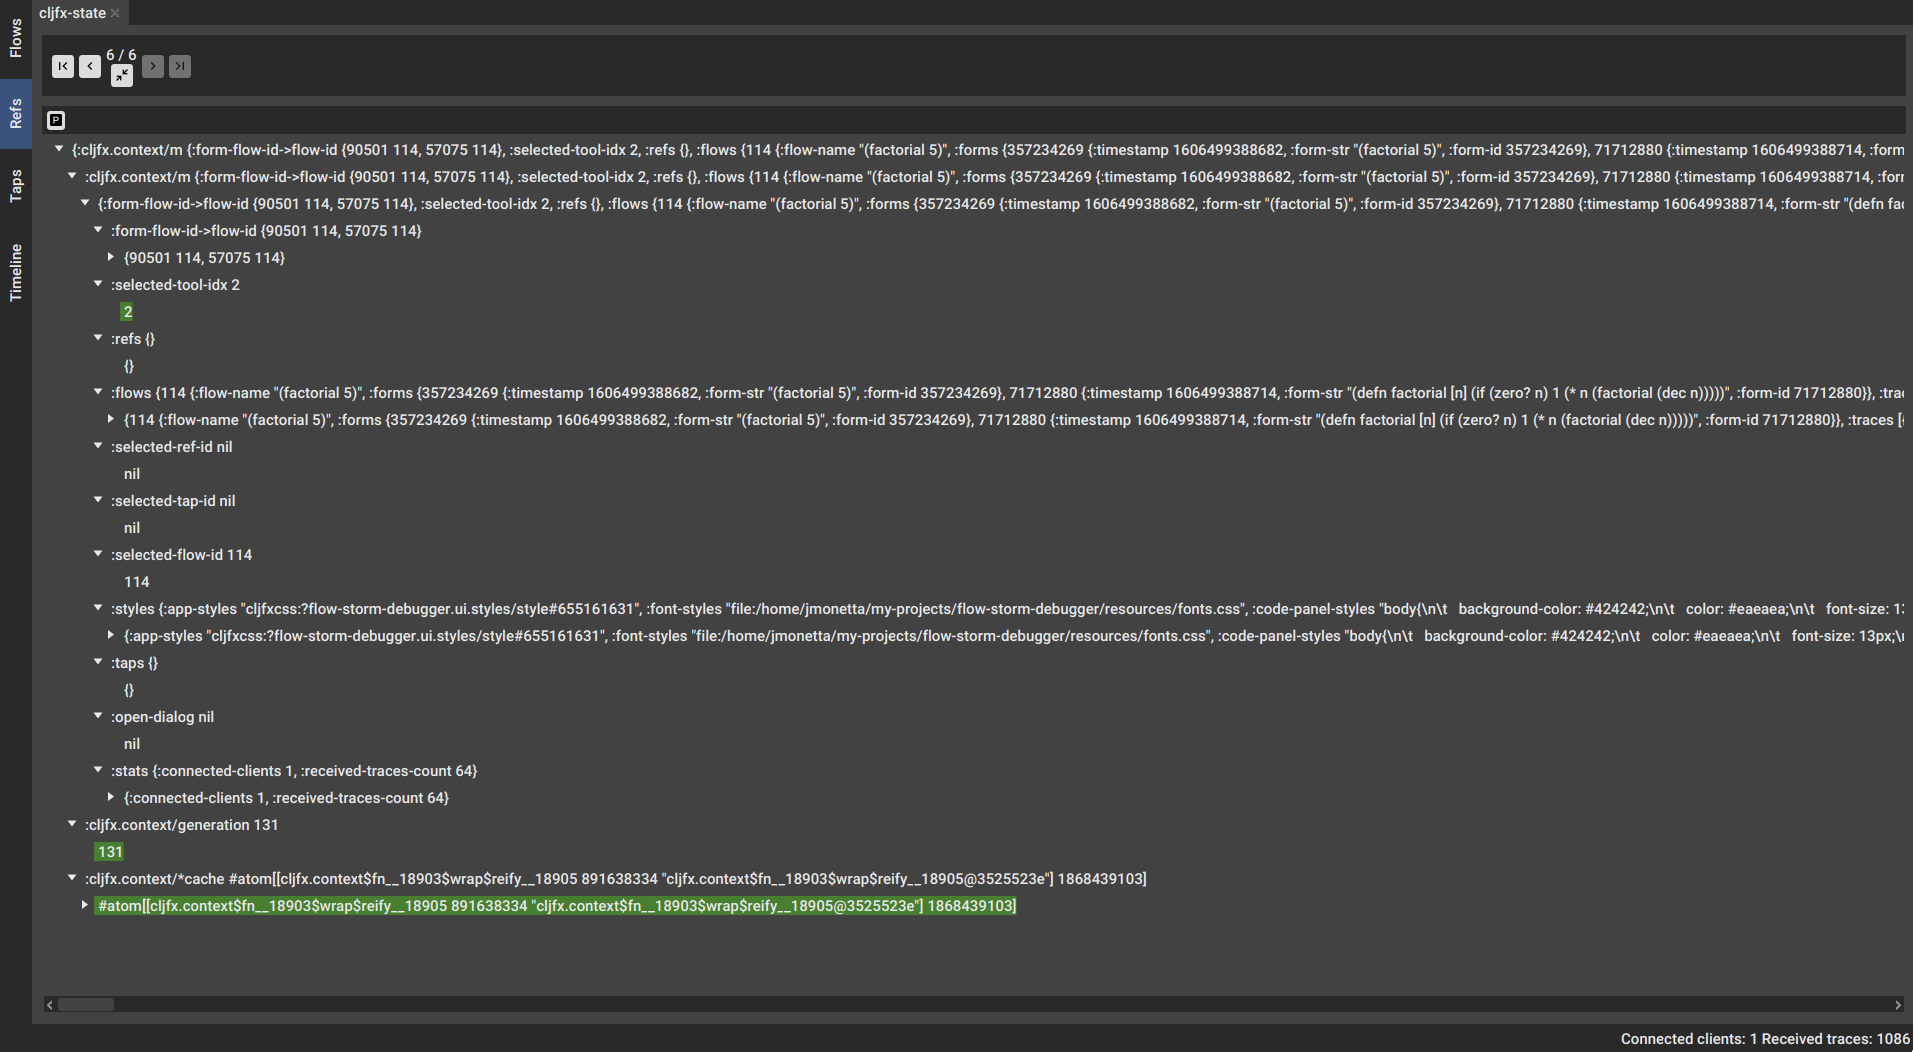 cljfx-state
Flows
Refs
Taps
Timeline
6 / 6
P
{:cljfx.context/m {:form-flow-id->flow-id {90501 114, 57075 114}, :selected-tool-idx 2, :refs {}, :flows {114 {:flow-name "(factorial 5)", :forms {357234269 {:timestamp 1606499388682, :form-str "(factorial 5)", :form-id 357234269}, 71712880 {:timestamp 1606499388714, :form
:cljfx.context/m {:form-flow-id->flow-id {90501 114, 57075 114}, :selected-tool-idx 2, :refs {}, :flows {114 {:flow-name "(factorial 5)", :forms {357234269 {:timestamp 1606499388682, :form-str "(factorial 5)", :form-id 357234269}, 71712880 {:timestamp 1606499388714, :for
{:form-flow-id->flow-id {90501 114, 57075 114}, :selected-tool-idx 2, :refs {}, :flows {114 {:flow-name "(factorial 5)", :forms {357234269 {:timestamp 1606499388682, :form-str "(factorial 5)", :form-id 357234269}, 71712880 {:timestamp 1606499388714, :form-str "(defn fac
:form-flow-id->flow-id {90501 114, 57075 114}
{90501 114, 57075 114}
:selected-tool-idx 2
2
:refs {}
{}
:flows {114 {:flow-name "(factorial 5)", :forms {357234269 {:timestamp 1606499388682, :form-str "(factorial 5)", :form-id 357234269}, 71712880 {:timestamp 1606499388714, :form-str "(defn factorial [n] (if (zero? n) 1 (* n (factorial (dec n)))))", :form-id 71712880}}, :trac
{114 {:flow-name "(factorial 5)", :forms {357234269 {:timestamp 1606499388682, :form-str "(factorial 5)", :form-id 357234269}, 71712880 {:timestamp 1606499388714, :form-str "(defn factorial [n] (if (zero? n) 1 (* n (factorial (dec n)))))", :form-id 71712880}}, :traces [{
:selected-ref-id nil
nil
:selected-tap-id nil
nil
:selected-flow-id 114
114
:styles {:app-styles "cljfxcss:?flow-storm-debugger.ui.styles/style#655161631", :font-styles "file:/home/jmonetta/my-projects/flow-storm-debugger/resources/fonts.css", :code-panel-styles "body{\n\t   background-color: #424242;\n\t   color: #eaeaea;\n\t   font-size: 13
{:app-styles "cljfxcss:?flow-storm-debugger.ui.styles/style#655161631", :font-styles "file:/home/jmonetta/my-projects/flow-storm-debugger/resources/fonts.css", :code-panel-styles "body{\n\t   background-color: #424242;\n\t   color: #eaeaea;\n\t   font-size: 13px;\n
:taps {}
{}
:open-dialog nil
nil
:stats {:connected-clients 1, :received-traces-count 64}
{:connected-clients 1, :received-traces-count 64}
:cljfx.context/generation 131
131
:cljfx.context/*cache #atom[[cljfx.context$fn__18903$wrap$reify__18905 891638334 "cljfx.context$fn__18903$wrap$reify__18905@3525523e"] 1868439103]
#atom[[cljfx.context$fn__18903$wrap$reify__18905 891638334 "cljfx.context$fn__18903$wrap$reify__18905@3525523e"] 1868439103]
Connected clients: 1 Received traces: 1086